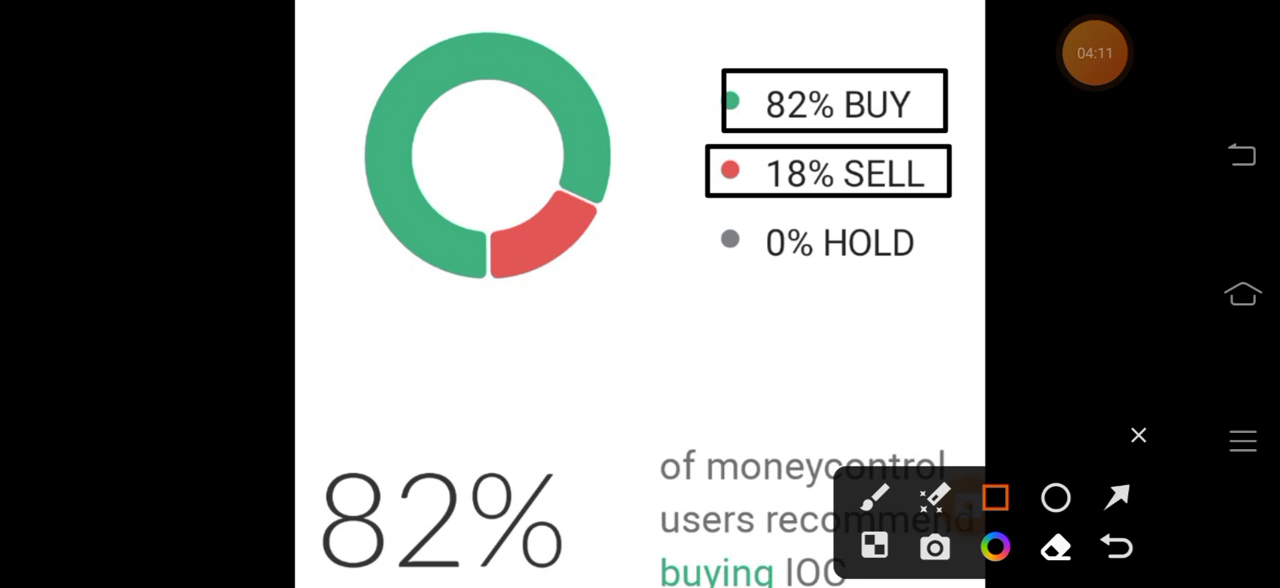 04:11
82% BUY
18% SELL
0% HOLD
82%
of moneycontrol
users recommend
buying IOC